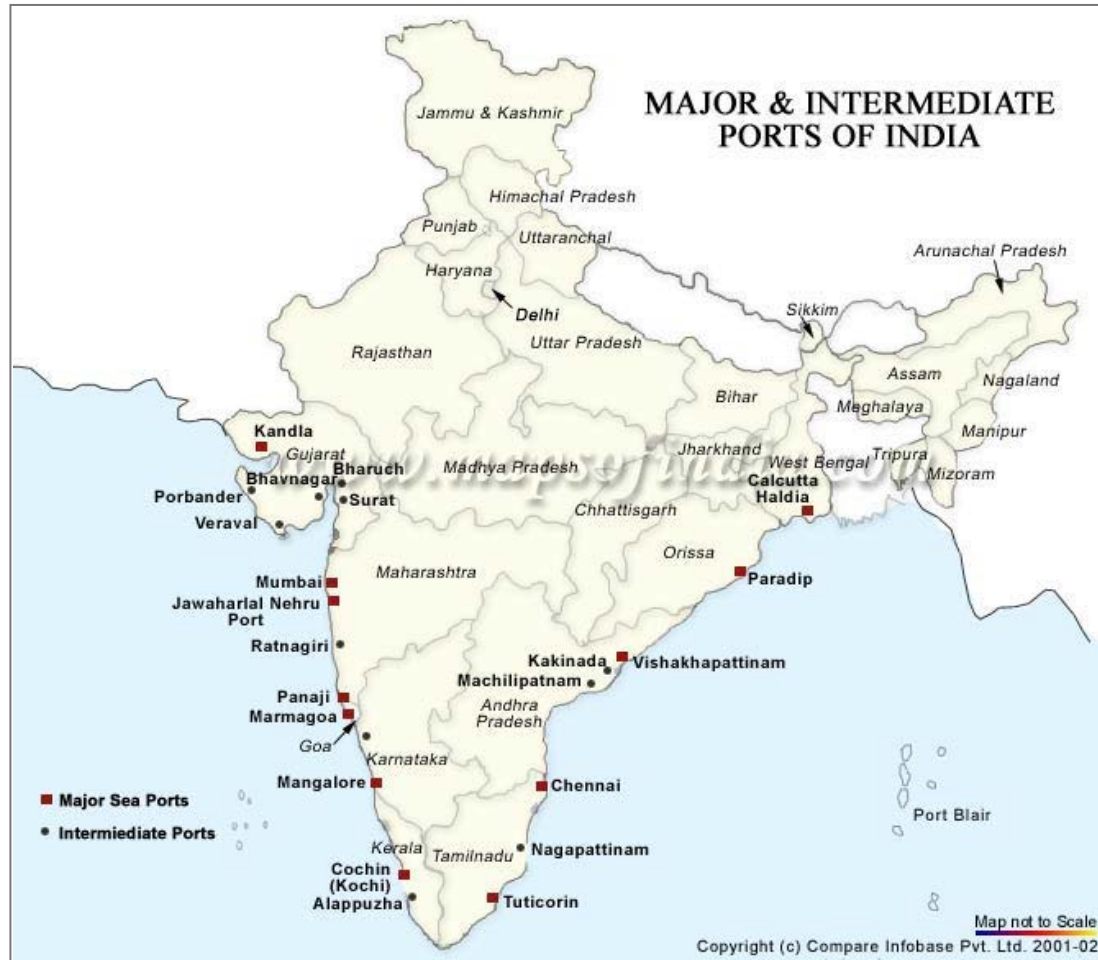 MAJOR & INTERMEDIATE
PORTS OF INDIA
Jammu & Kashmir
Himachal Pradesh
Punjab
Uttaranchal
Haryana
Delhi
Arunachal Pradesh
Sikkim
Rajasthan
Uttar Pradesh
Assam
Nagaland
Bihar
Meghalaya
Manipur
Kandla
Gujarat
Jharkhand
West Bengal
Tripura
Mizoram
www.mapsofindia.com
Bharuch
Madhya Pradesh
Bhavnagar
Calcutta
Haldia
Porbander
Surat
Veraval
Chhattisgarh
Orissa
Mumbai
Maharashtra
Paradip
Jawaharlal Nehru
Port
Ratnagiri
Kakinada
Vishakhapattinam
Machilipatnam
Panaji
Marmagoa
Andhra
Pradesh
Goa
Karnataka
Mangalore
Chennai
Major Sea Ports
Intermiediate Ports
Port Blair
Kerala
Tamilnadu
Nagapattinam
Cochin
(Kochi)
Alappuzha
Tuticorin
Map not to Scale
Copyright (c) Compare Infobase Pvt. Ltd. 2001-02